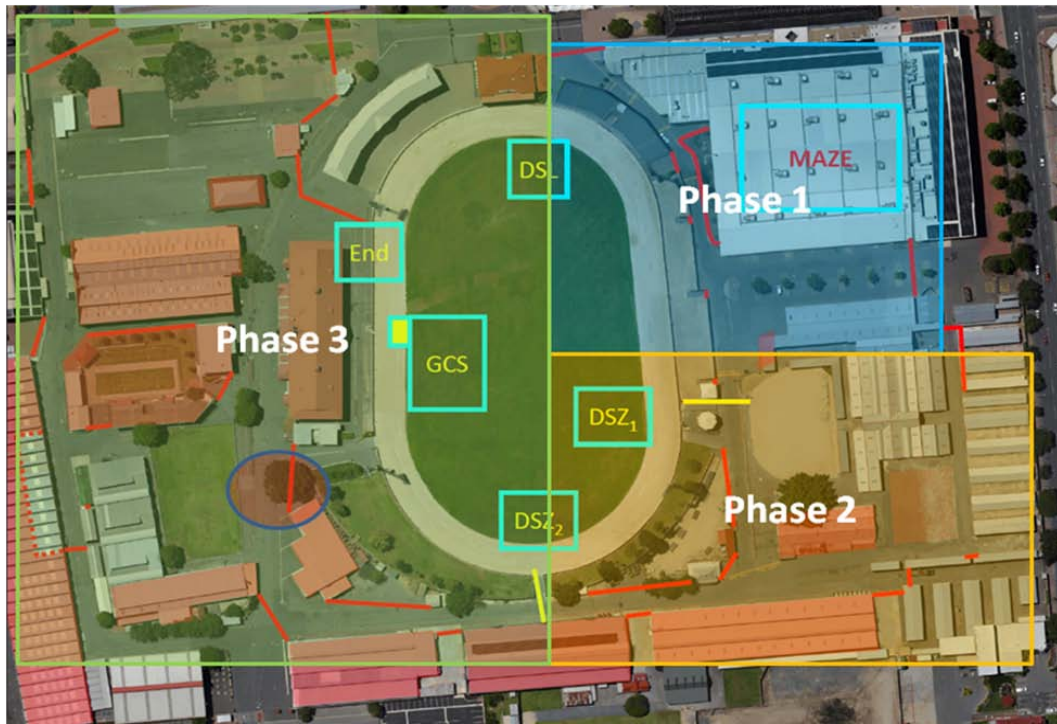 DSL
MAZE
Phase 1
End
Phase 3
GCS
DSZ1
DSZ2
Phase 2